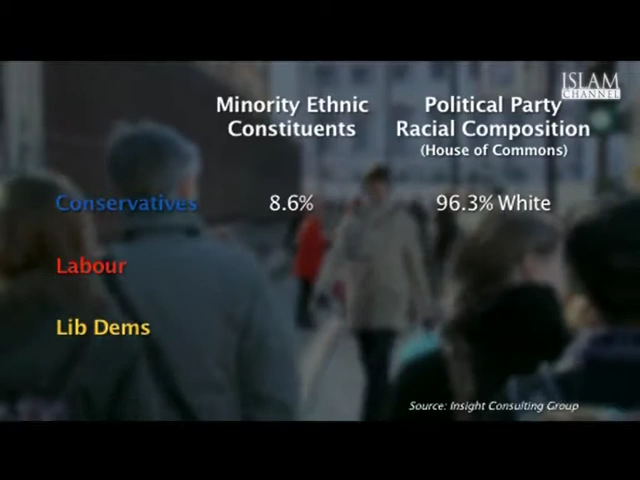 ISLAM
CHANNEL
Minority Ethnic
Constituents
Political Party
Racial Composition
(House of Commons)
Conservatives
8.6%
96.3% White
Labour
Lib Dems
Source: Insight Consulting Group